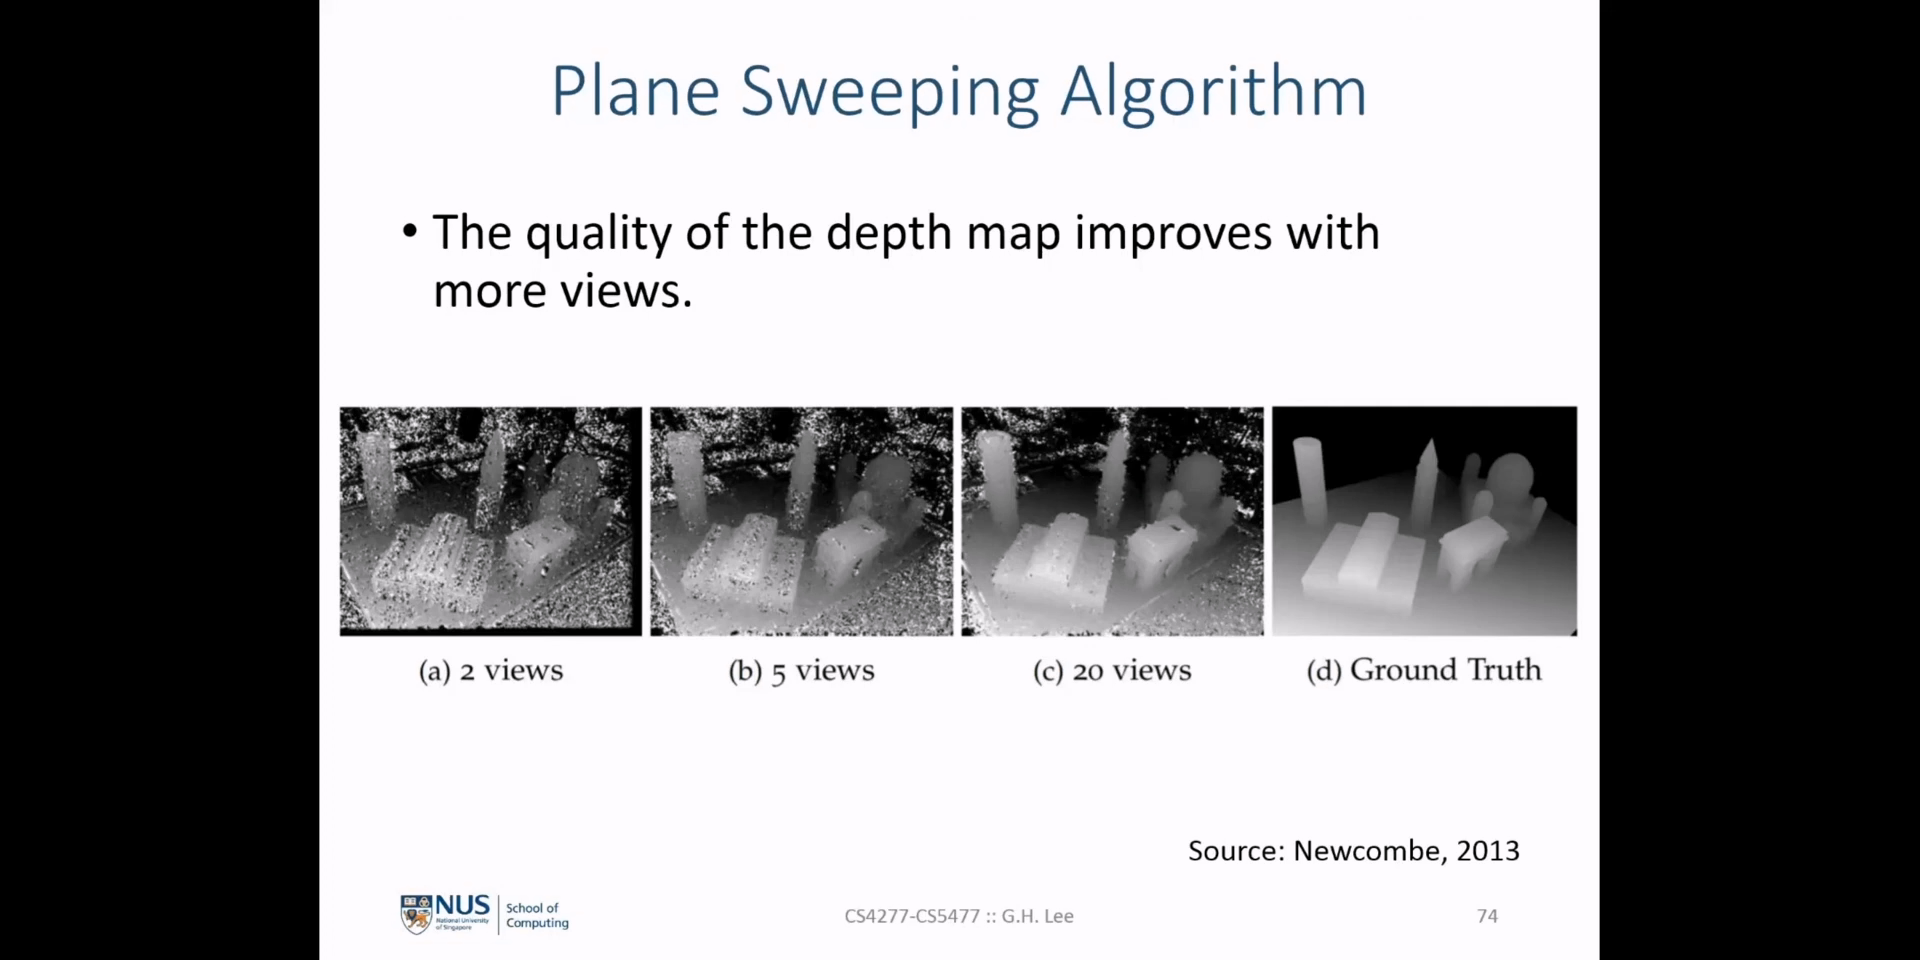 Plane Sweeping Algorithm
• The quality of the depth map improves with
more views.
(a) 2 views
(b) 5 views
(c) 20 views
(d) Ground Truth
Source: Newcombe, 2013
NUS
National University
of Singapore
School of
Computing
CS4277-CS5477 :: G.H. Lee
74